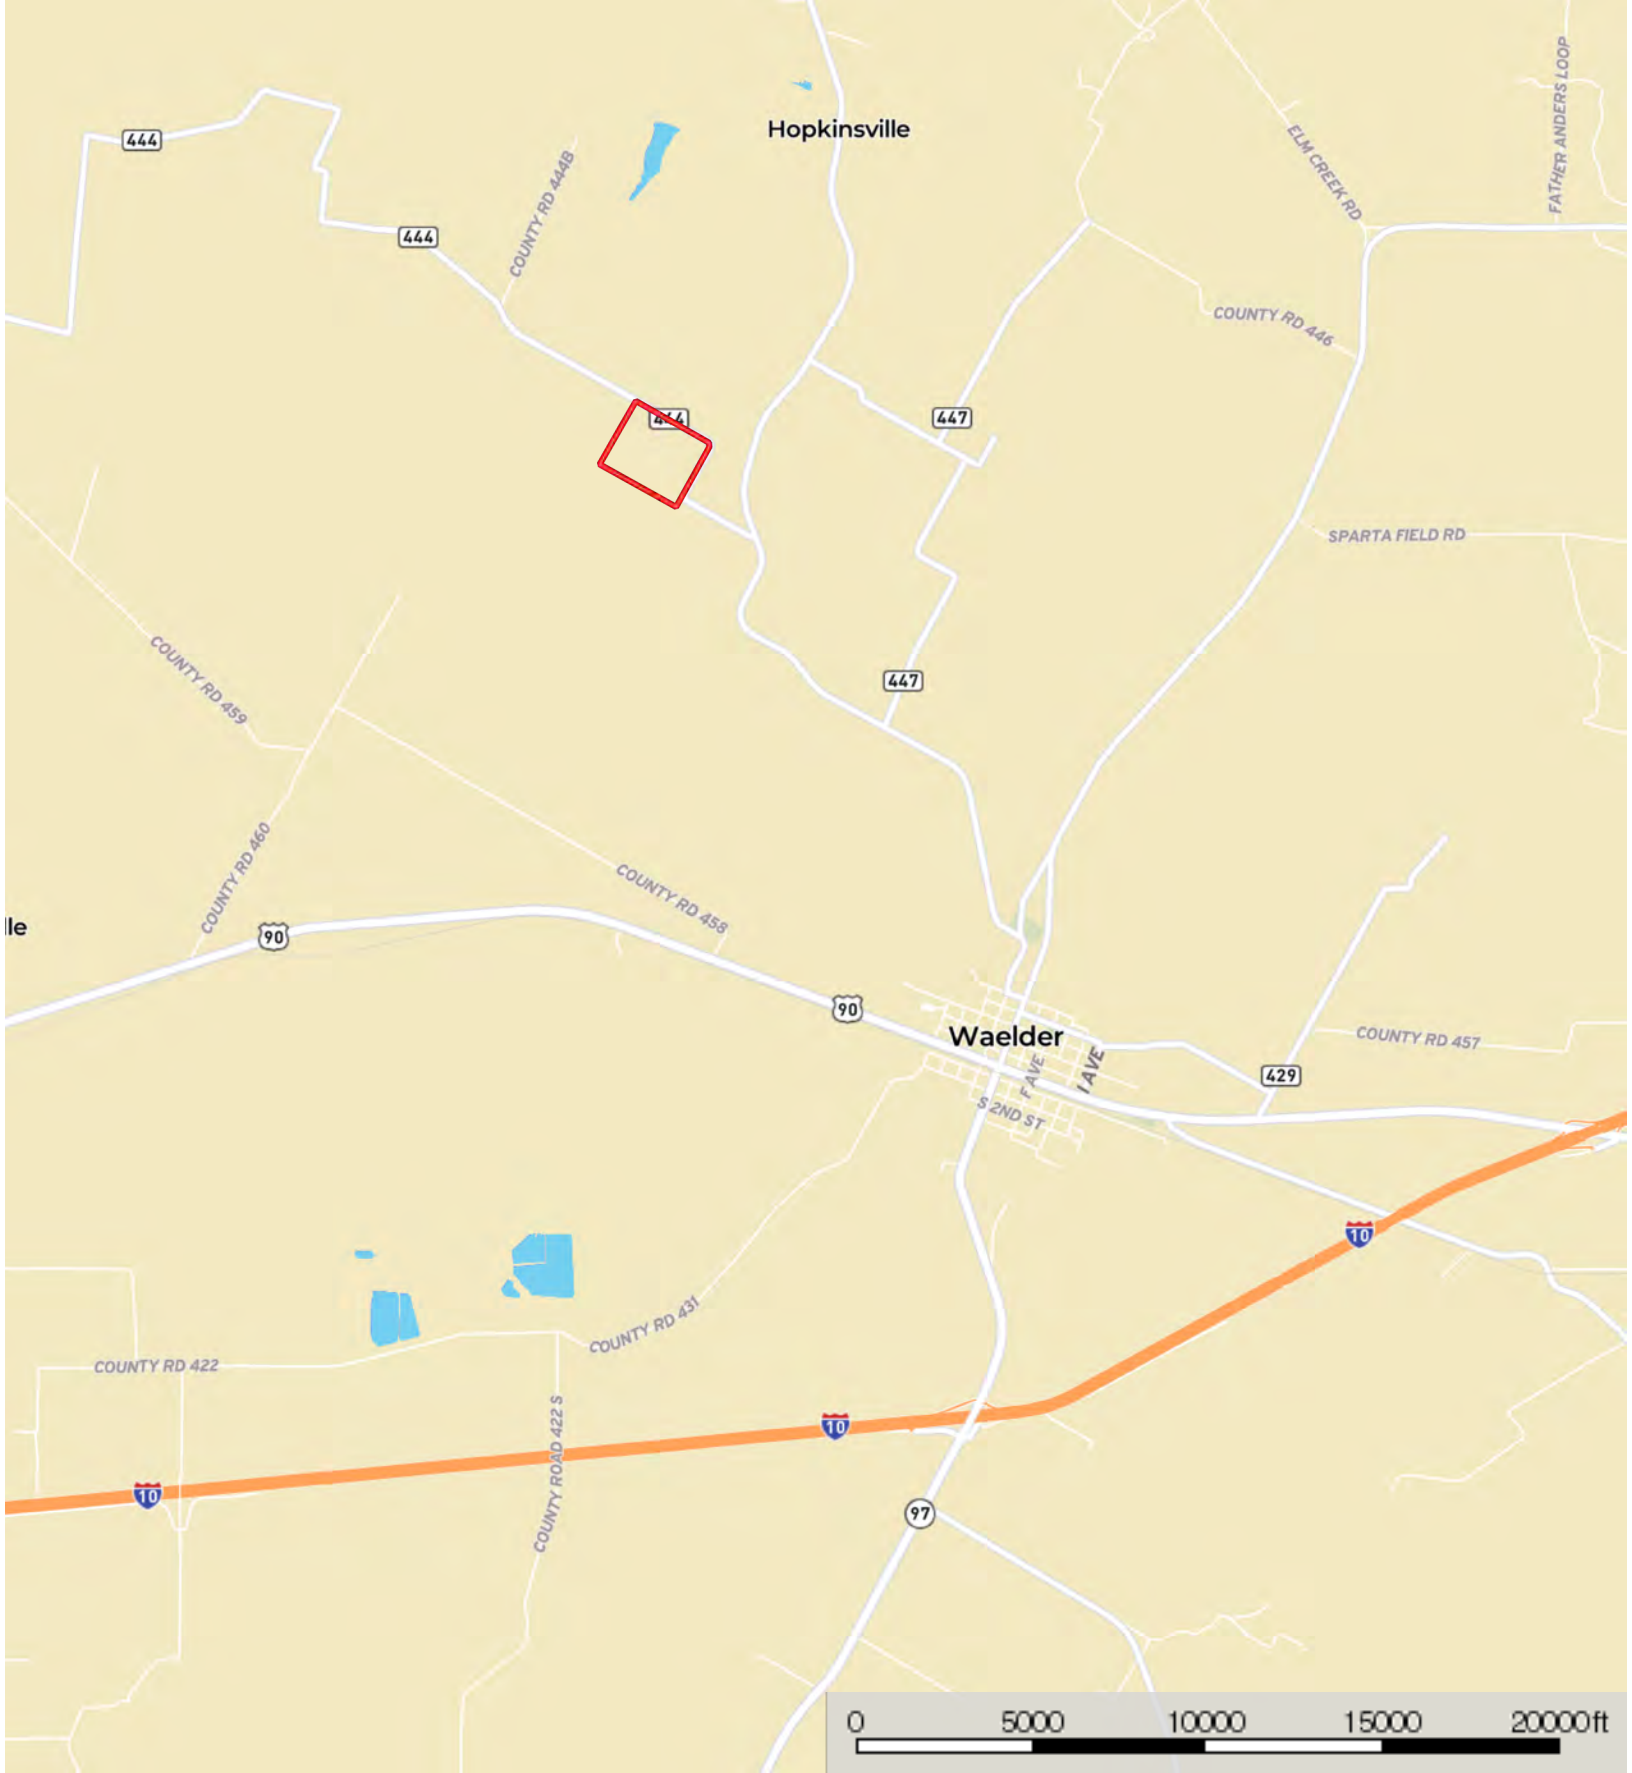 Hopkinsville
444
444
444
COUNTY RD 444B
ELM CREEK RD
FATHER ANDERS LOOP
COUNTY RD 446
447
SPARTA FIELD RD
447
COUNTY RD 459
COUNTY RD 460
COUNTY RD 458
lle
90
90
Waelder
F AVE
I AVE
S 2ND ST
COUNTY RD 457
429
10
COUNTY RD 431
COUNTY RD 422
COUNTY ROAD 422 S
10
10
97
0 5000 10000 15000 20000ft